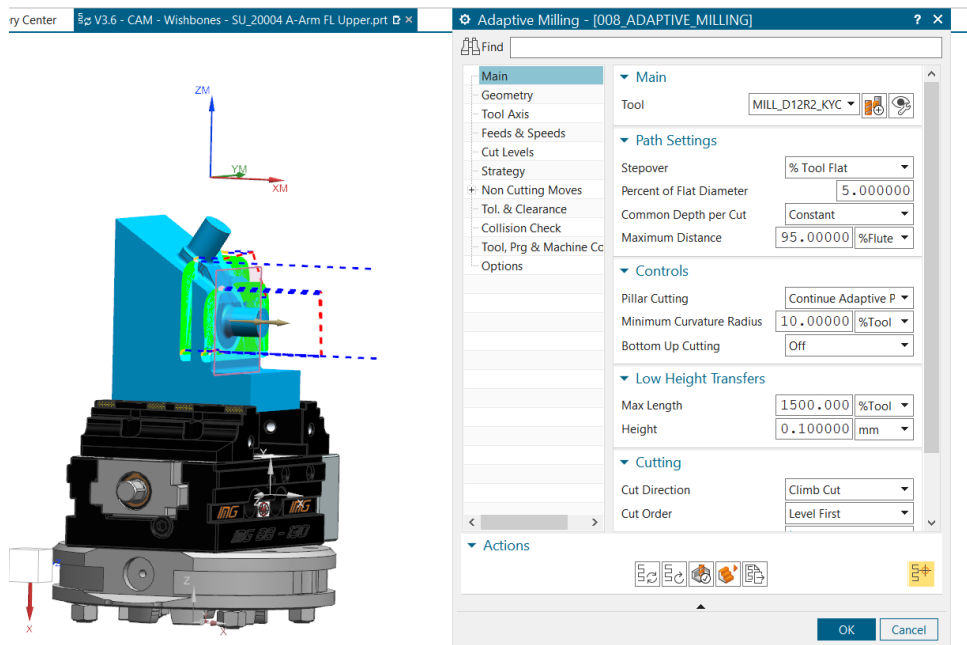 ry Center
V3.6 - CAM - Wishbones - SU_20004 A-Arm FL Upper.prt
Adaptive Milling - [008_ADAPTIVE_MILLING]
Find
Main
Geometry
Tool Axis
Feeds & Speeds
Cut Levels
Strategy
Non Cutting Moves
Tol. & Clearance
Collision Check
Tool, Prg & Machine Cc
Options
Main
Tool MILL_D12R2_KYC
Path Settings
Stepover % Tool Flat
Percent of Flat Diameter 5.000000
Common Depth per Cut Constant
Maximum Distance 95.00000 %Flute
Controls
Pillar Cutting Continue Adaptive P
Minimum Curvature Radius 10.00000 %Tool
Bottom Up Cutting Off
Low Height Transfers
Max Length 1500.000 %Tool
Height 0.100000 mm
Cutting
Cut Direction Climb Cut
Cut Order Level First
Actions
OK Cancel
ZM
YM
XM
Y
X
IMG IMG
Z
X
X